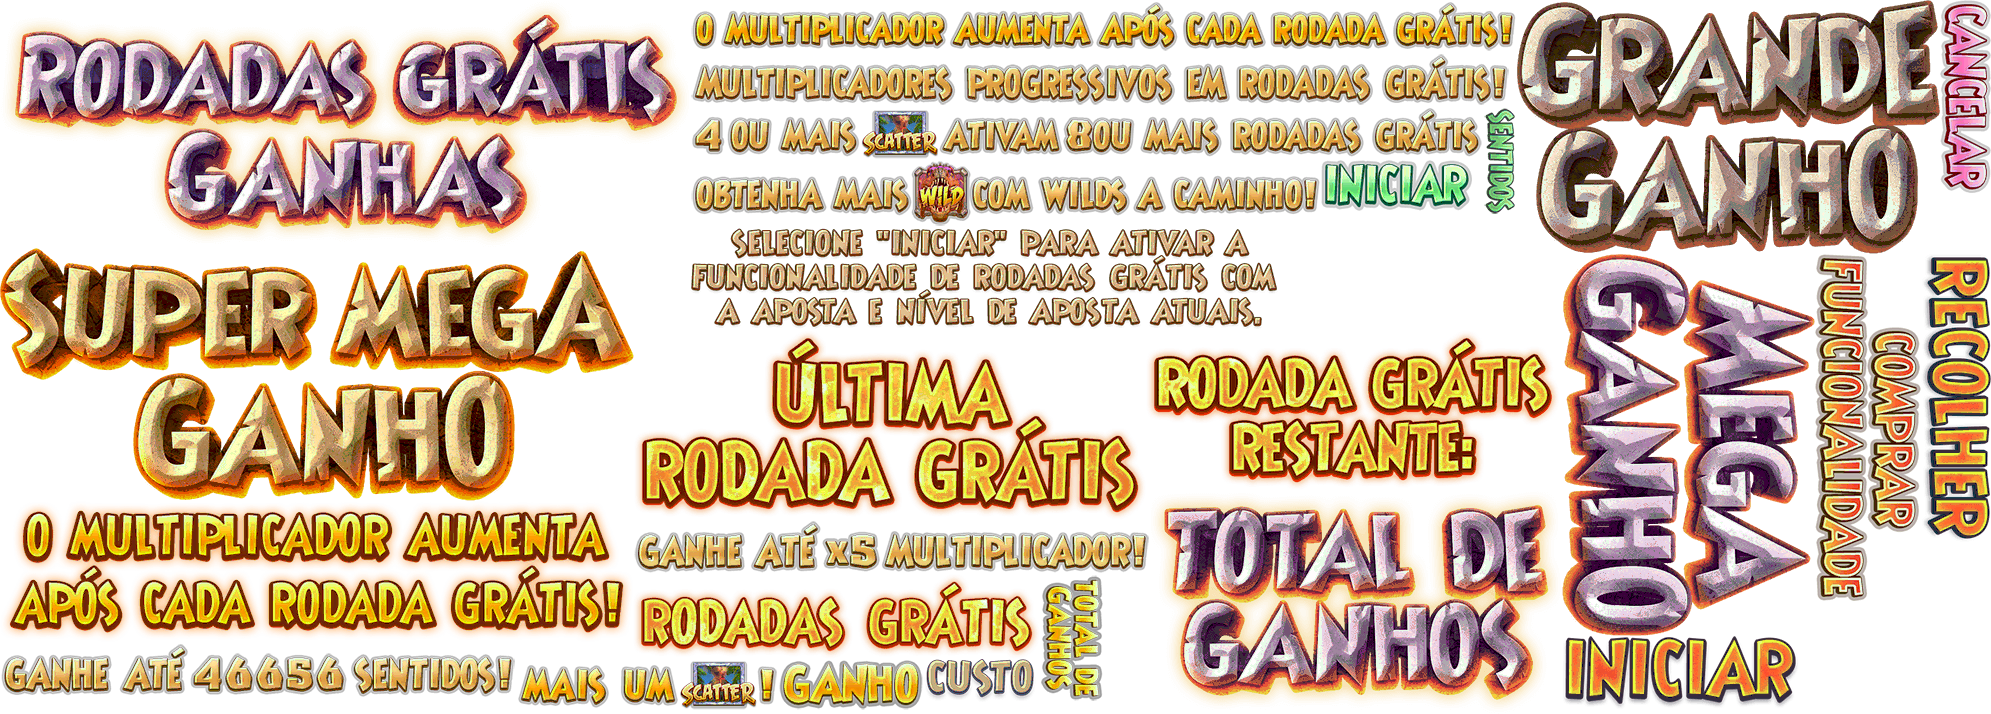 RODADAS GRÁTIS
GANHAS
SUPER MEGA
GANHO
O MULTIPLICADOR AUMENTA
APÓS CADA RODADA GRÁTIS!
GANHE ATÉ 46656 SENTIDOS!
O MULTIPLICADOR AUMENTA APÓS CADA RODADA GRÁTIS!
MULTIPLICADORES PROGRESSIVOS EM RODADAS GRÁTIS!
4 OU MAIS SCATTER ATIVAM 8OU MAIS RODADAS GRÁTIS
OBTENHA MAIS WILD COM WILDS A CAMINHO!
INICIAR
SENTIDOS
SELECIONE "INICIAR" PARA ATIVAR A
FUNCIONALIDADE DE RODADAS GRÁTIS COM
A APOSTA E NÍVEL DE APOSTA ATUAIS.
ÚLTIMA
RODADA GRÁTIS
GANHE ATÉ X5 MULTIPLICADOR!
RODADAS GRÁTIS
MAIS UM SCATTER!
GANHO
CUSTO
TOTAL DE
GANHOS
RODADA GRÁTIS
RESTANTE:
TOTAL DE
GANHOS
GRANDE
GANHO
CANCELAR
MEGA
GANHO
COMPRAR
FUNCIONALIDADE
RECOLHER
INICIAR